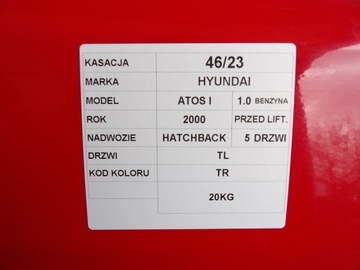 KASACJA 46/23
MARKA HYUNDAI
MODEL ATOS I 1.0 BENZYNA
ROK 2000 PRZED LIFT.
NADWOZIE HATCHBACK 5 DRZWI
DRZWI TL
KOD KOLORU TR
20KG